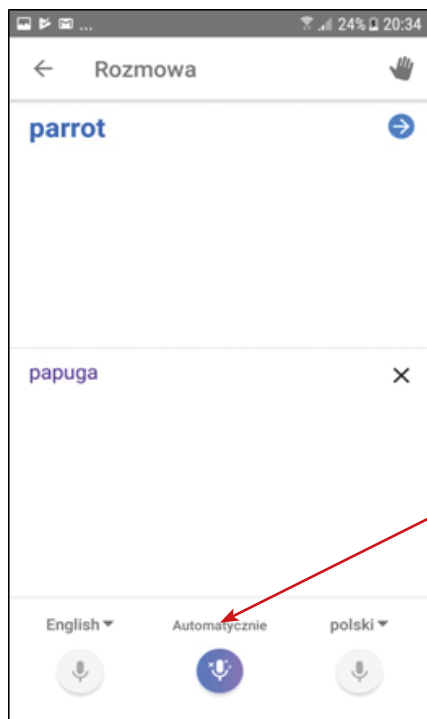 ... 24% 20:34
Rozmowa
parrot
papuga
English Automatycznie polski